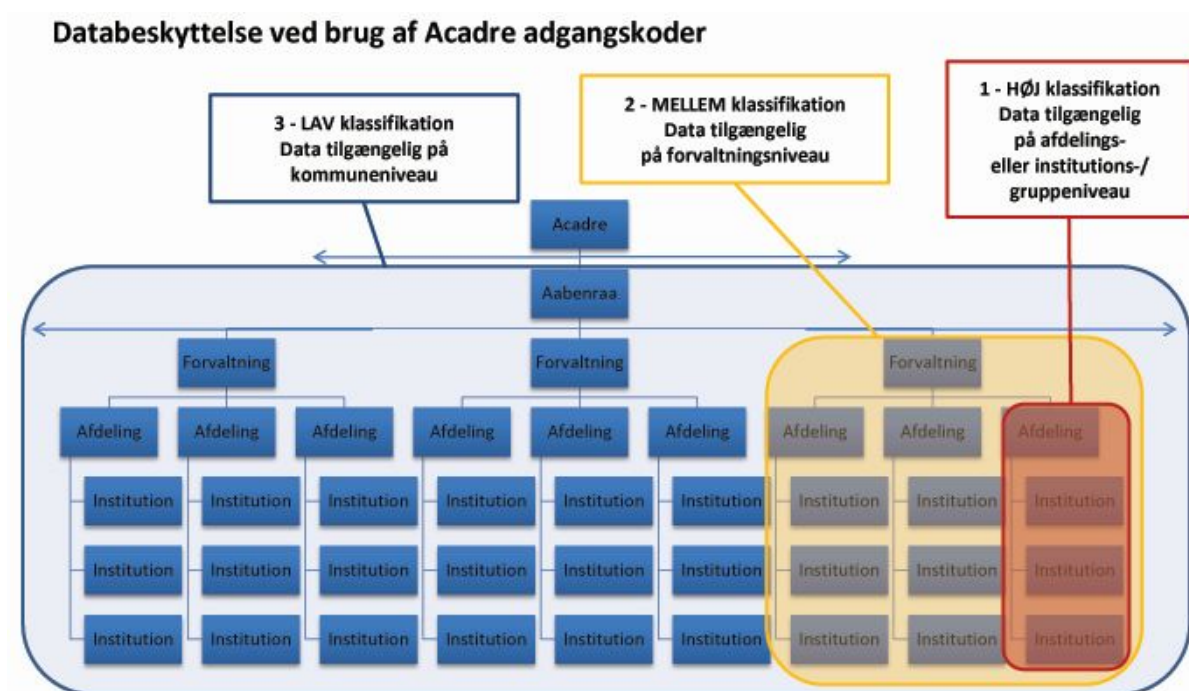 Databeskyttelse ved brug af Acadre adgangskoder
3 - LAV klassifikation
Data tilgængelig på
kommuneniveau
2 - MELLEM klassifikation
Data tilgængelig
på forvaltningsniveau
1 - HØJ klassifikation
Data tilgængelig
på afdelings-
eller institutions-/
gruppeniveau
Acadre
Aabenraa
Forvaltning Forvaltning Forvaltning
Afdeling Afdeling Afdeling Afdeling Afdeling Afdeling Afdeling Afdeling Afdeling
Institution Institution Institution Institution Institution Institution Institution Institution Institution
Institution Institution Institution Institution Institution Institution Institution Institution Institution
Institution Institution Institution Institution Institution Institution Institution Institution Institution